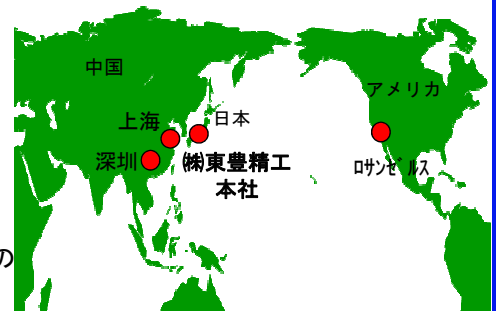 中国
アメリカ
上海
日本
深圳
㈱東豊精工
本社
ﾛｻﾝｾﾞﾙｽ
の